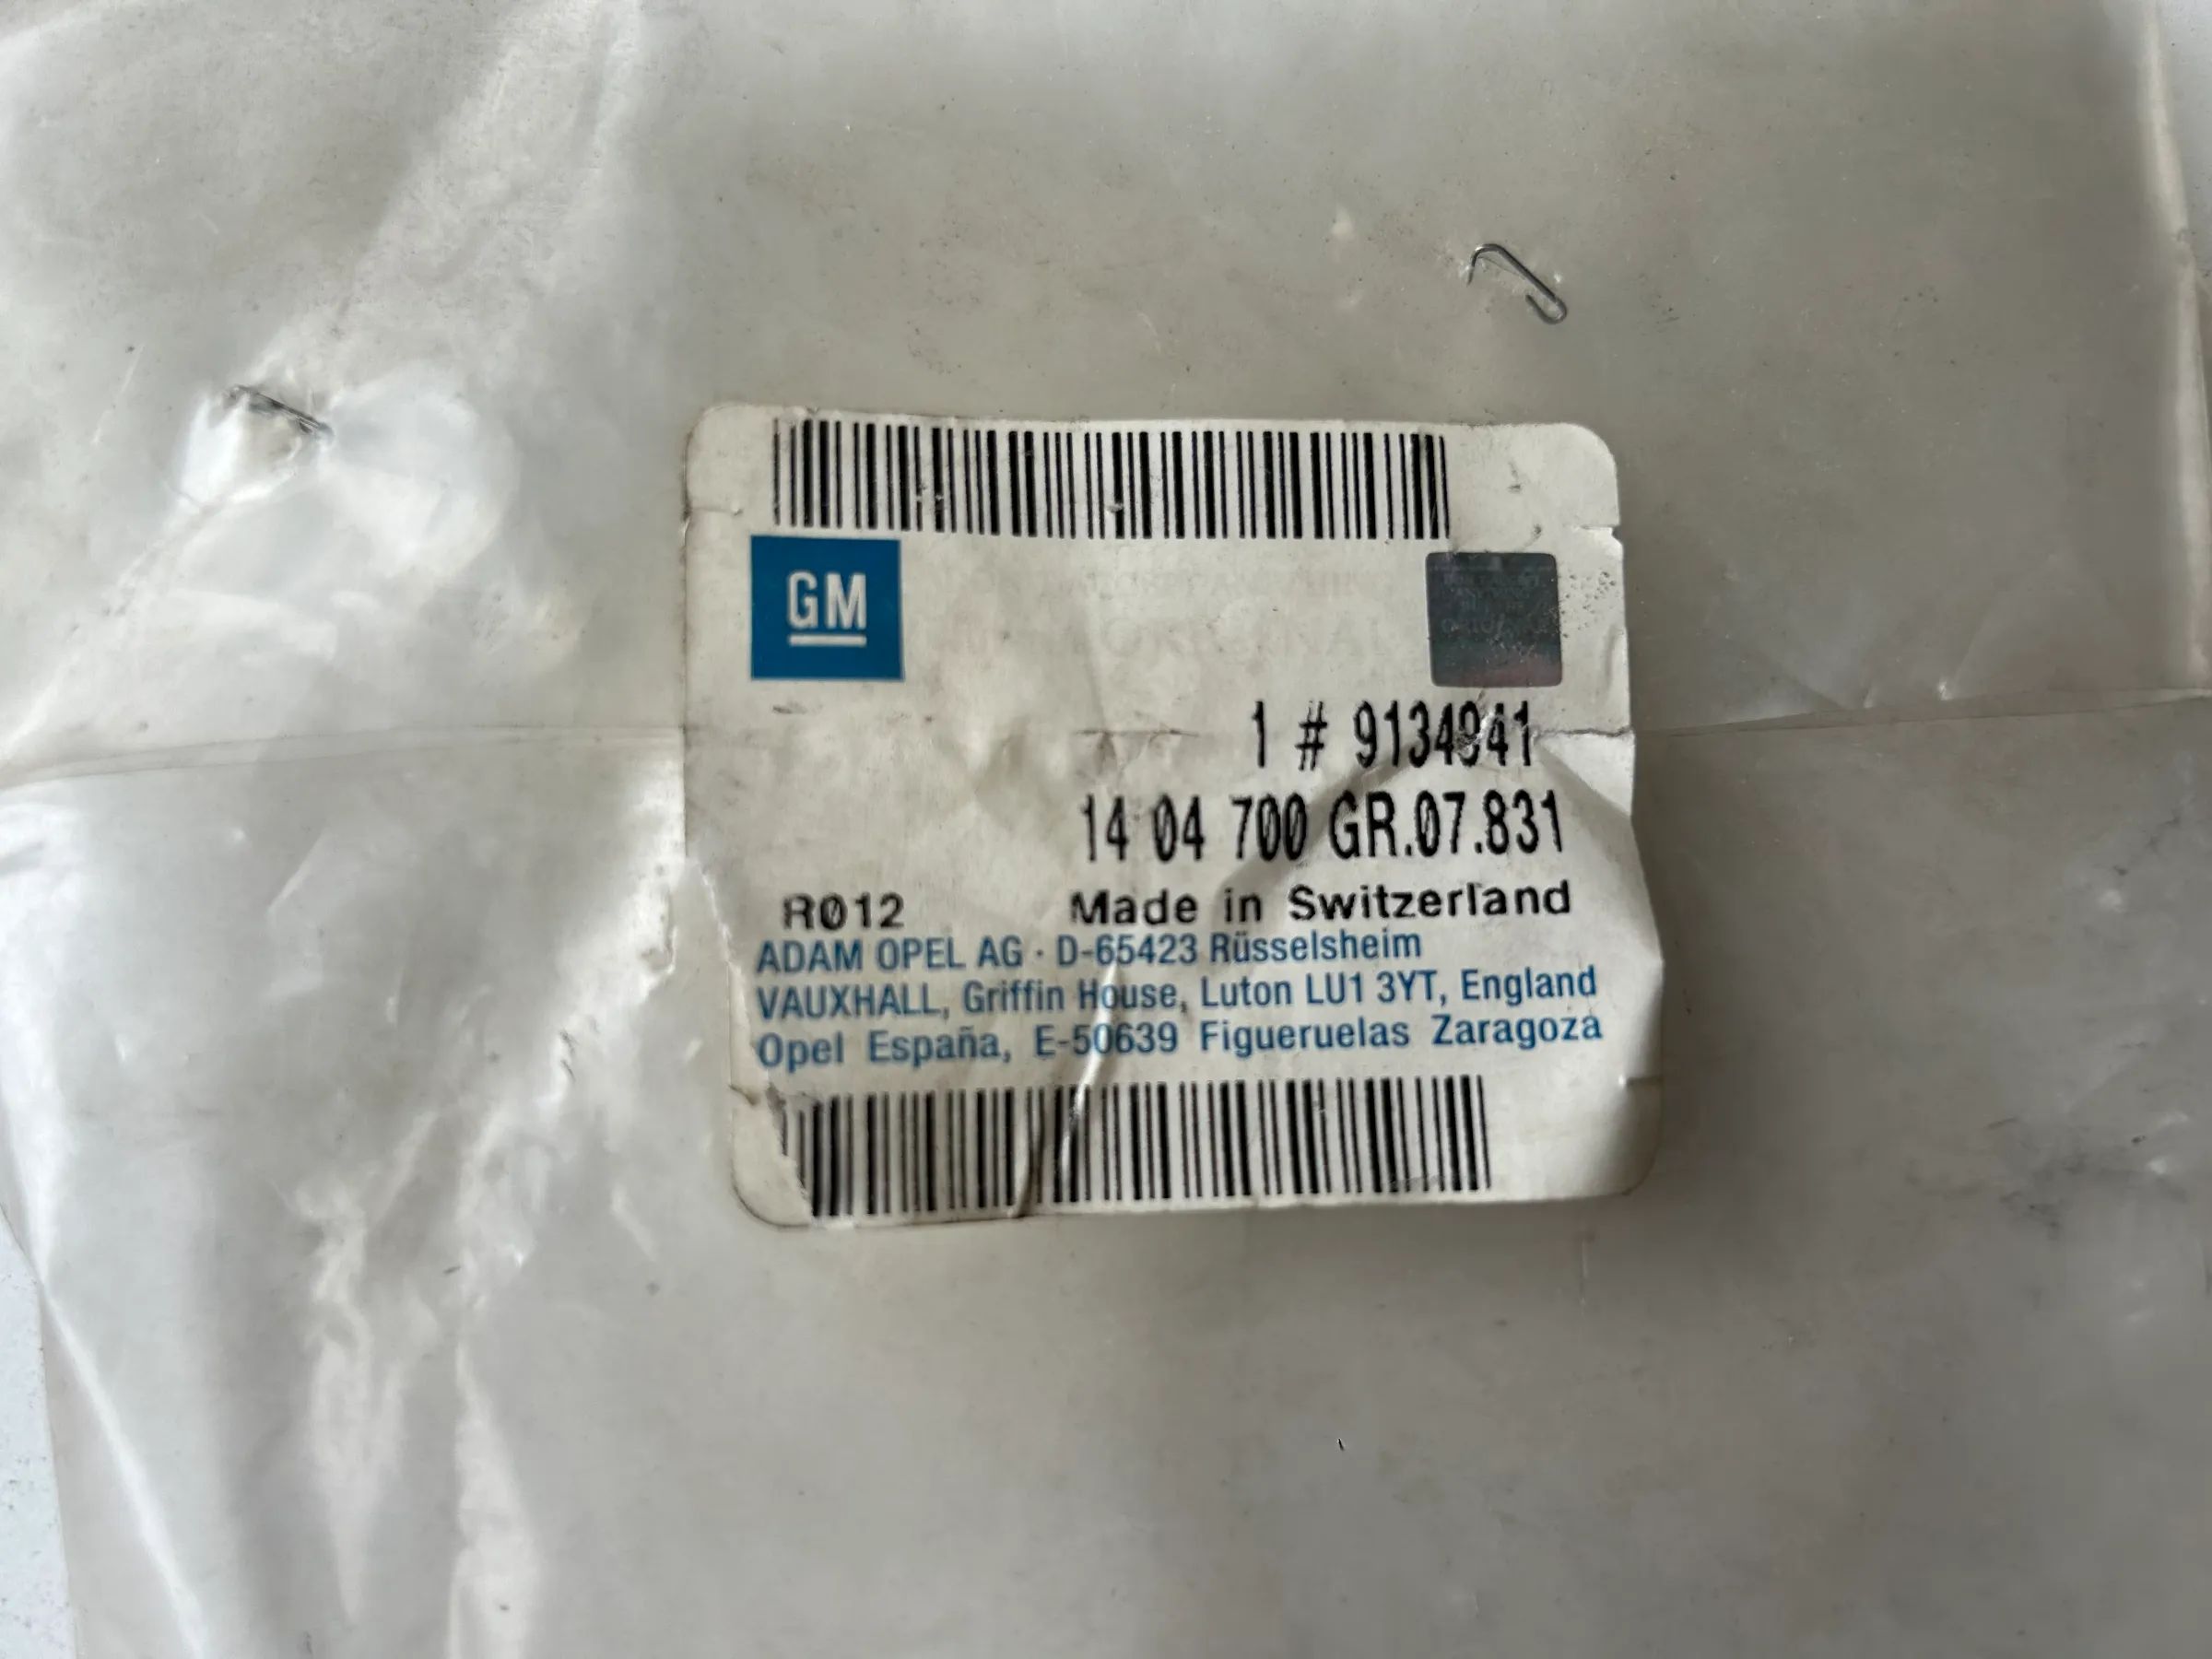 GM
1 # 9134941
14 04 700 GR.07.831
R012 Made in Switzerland
ADAM OPEL AG · D-65423 Rüsselsheim
VAUXHALL, Griffin House, Luton LU1 3YT, England
Opel España, E-50639 Figueruelas Zaragoza